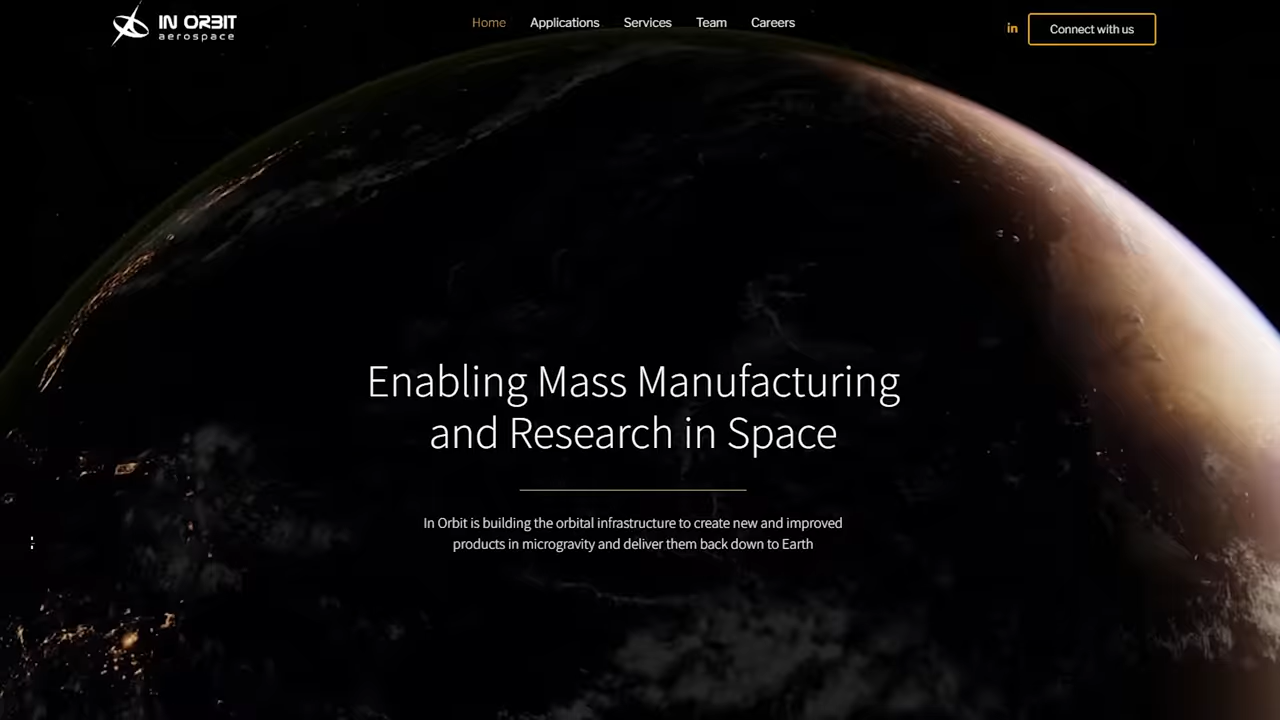 IN ORBIT
aerospace
Home
Applications
Services
Team
Careers
in
Connect with us
Enabling Mass Manufacturing
and Research in Space
In Orbit is building the orbital infrastructure to create new and improved
products in microgravity and deliver them back down to Earth